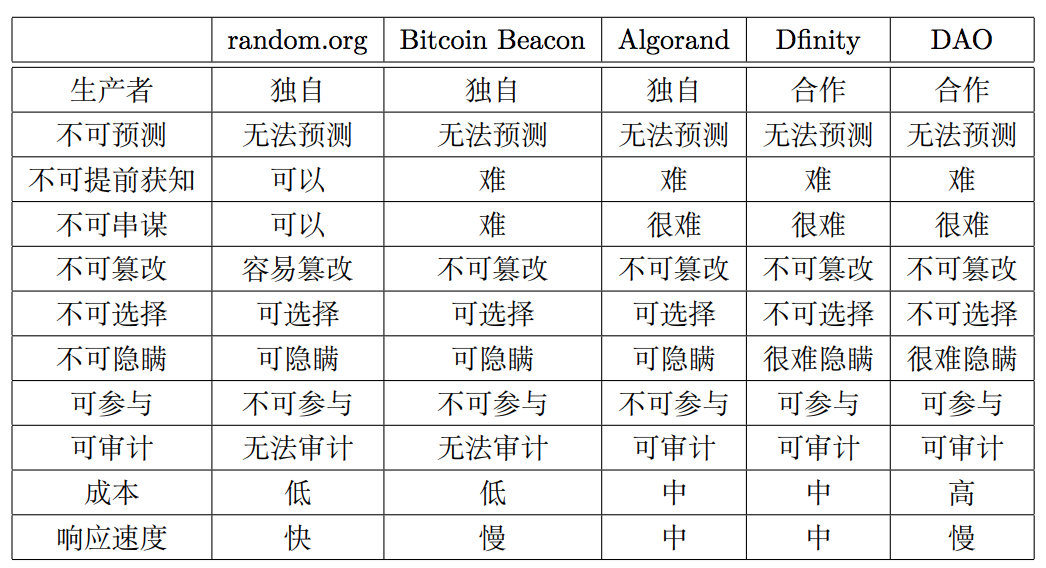 random.org Bitcoin Beacon Algorand Dfinity DAO
生产者 独自 独自 独自 合作 合作
不可预测 无法预测 无法预测 无法预测 无法预测 无法预测
不可提前获知 可以 难 难 难 难
不可串谋 可以 难 很难 很难 很难
不可篡改 容易篡改 不可篡改 不可篡改 不可篡改 不可篡改
不可选择 可选择 可选择 可选择 不可选择 不可选择
不可隐瞒 可隐瞒 可隐瞒 可隐瞒 很难隐瞒 很难隐瞒
可参与 不可参与 不可参与 不可参与 可参与 可参与
可审计 无法审计 无法审计 可审计 可审计 可审计
成本 低 低 中 中 高
响应速度 快 慢 中 中 慢